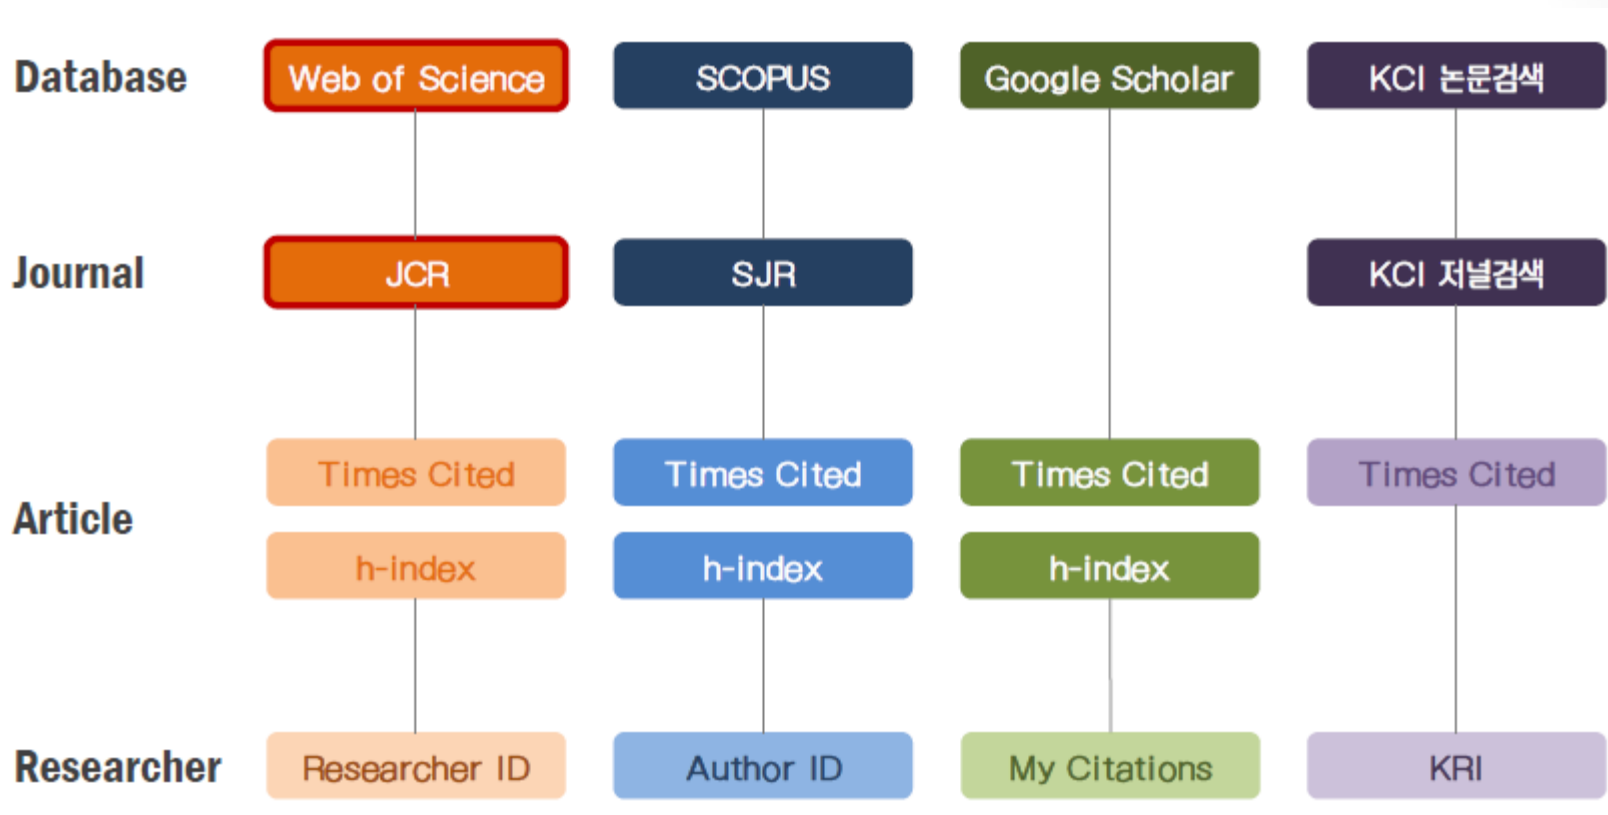 Database
Web of Science
SCOPUS
Google Scholar
KCI 논문검색
Journal
JCR
SJR
KCI 저널검색
Article
Times Cited
Times Cited
Times Cited
Times Cited
h-index
h-index
h-index
Researcher
Researcher ID
Author ID
My Citations
KRI